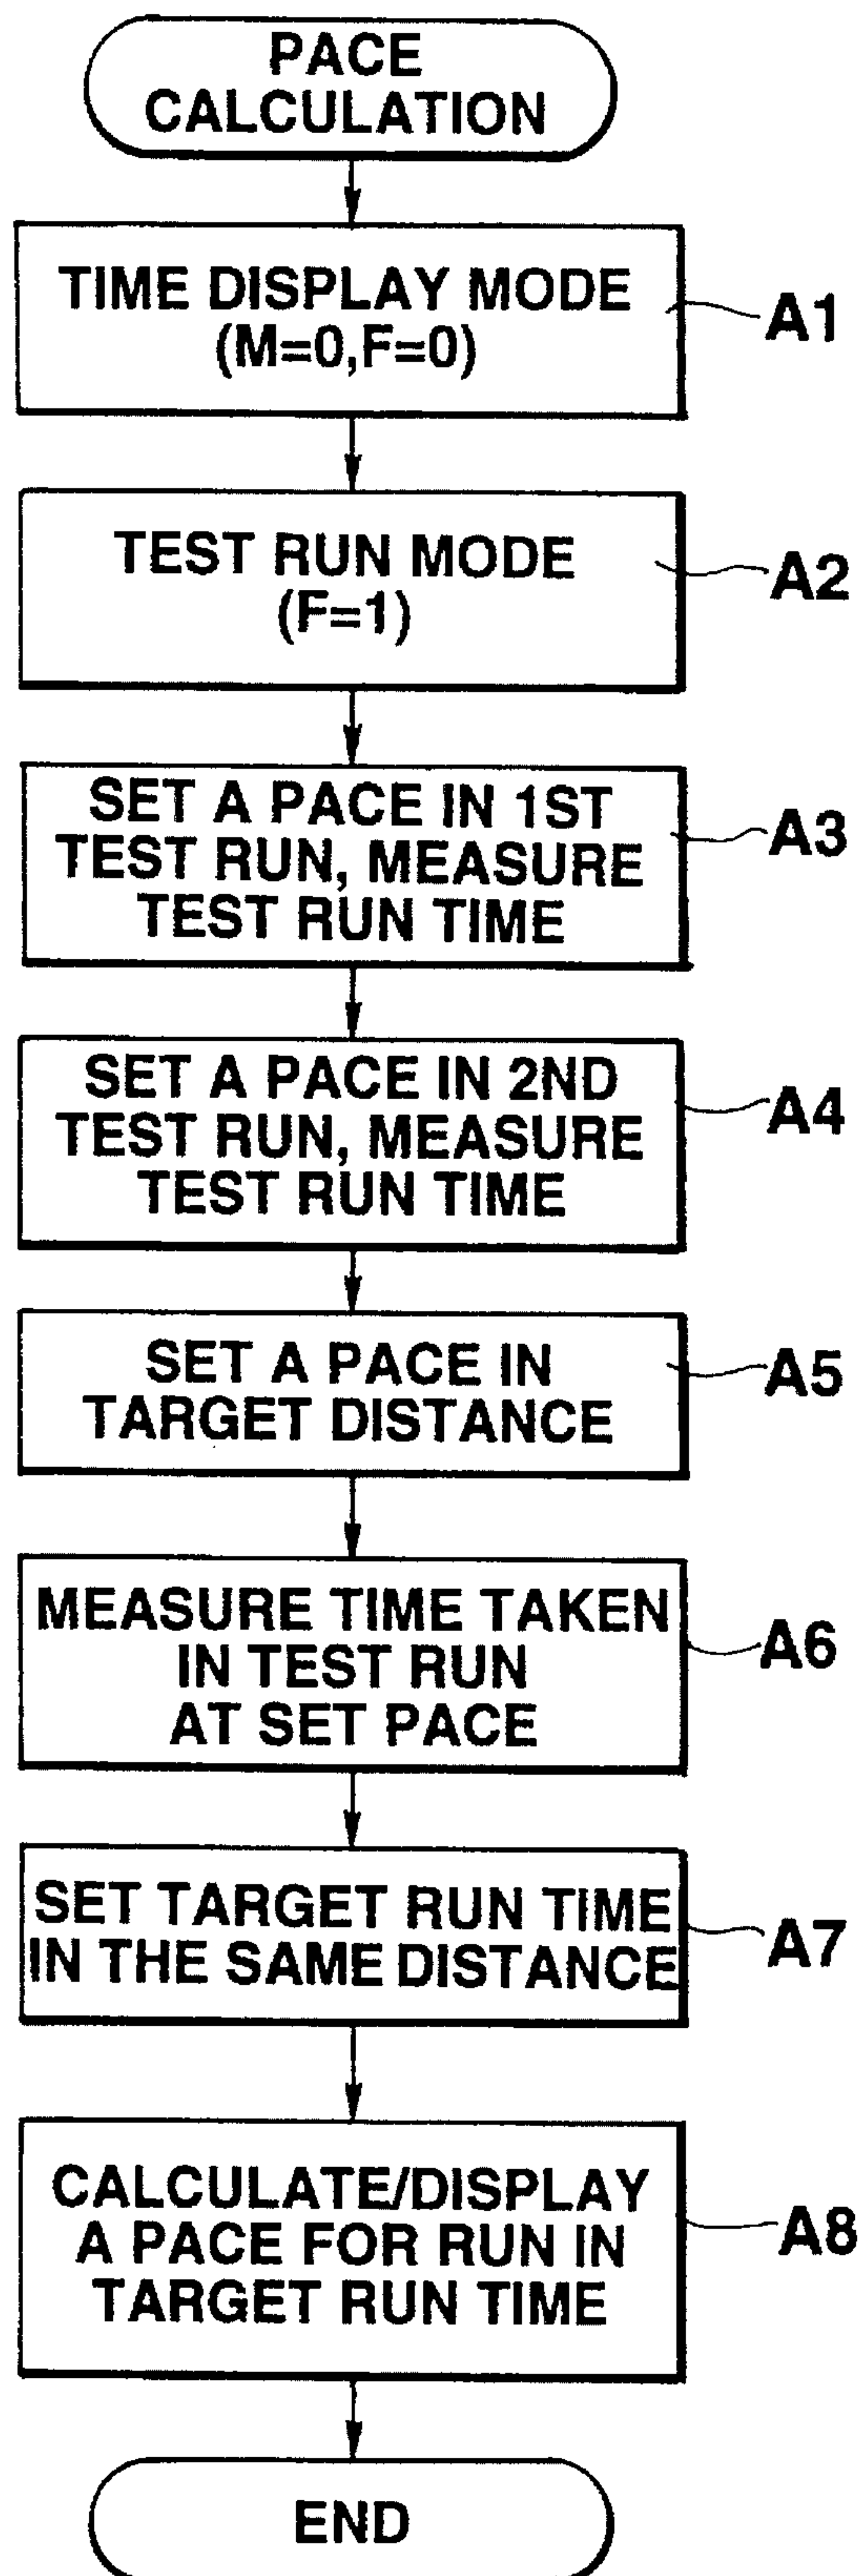 PACE
CALCULATION
TIME DISPLAY MODE
(M=0,F=0)
A1
TEST RUN MODE
(F=1)
A2
SET A PACE IN 1ST
TEST RUN, MEASURE
TEST RUN TIME
A3
SET A PACE IN 2ND
TEST RUN, MEASURE
TEST RUN TIME
A4
SET A PACE IN
TARGET DISTANCE
A5
MEASURE TIME TAKEN
IN TEST RUN
AT SET PACE
A6
SET TARGET RUN TIME
IN THE SAME DISTANCE
A7
CALCULATE/DISPLAY
A PACE FOR RUN IN
TARGET RUN TIME
A8
END